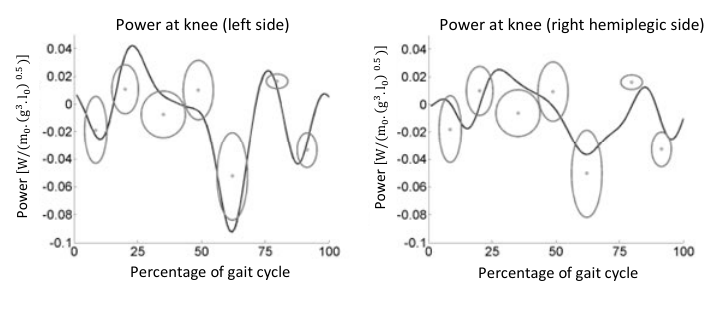 Power at knee (left side)
Power [W/(m₀. (g³. l₀) ^0.5)]
0.04
0.02
0
-0.02
-0.04
-0.06
-0.08
-0.1
0 25 50 75 100
Percentage of gait cycle
Power at knee (right hemiplegic side)
Power [W/(m₀. (g³. l₀) ^0.5)]
0.04
0.02
0
-0.02
-0.04
-0.06
-0.08
-0.1
0 25 50 75 100
Percentage of gait cycle